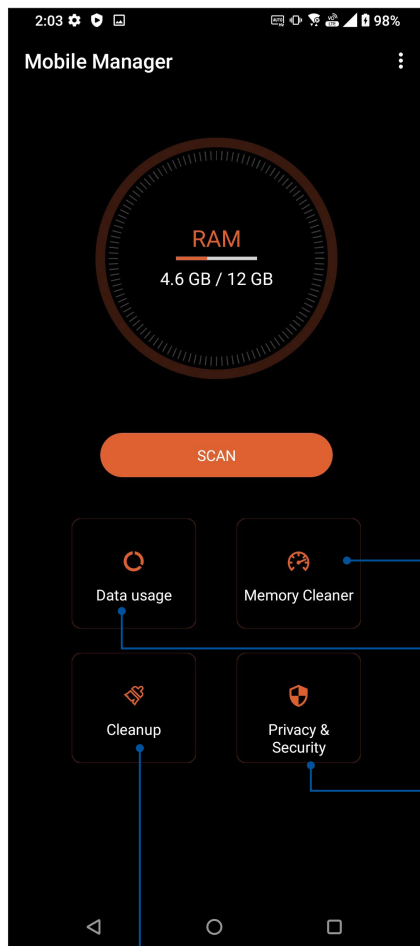 2:03 98%
Mobile Manager
RAM
4.6 GB / 12 GB
SCAN
Data usage
Memory Cleaner
Cleanup
Privacy &
Security